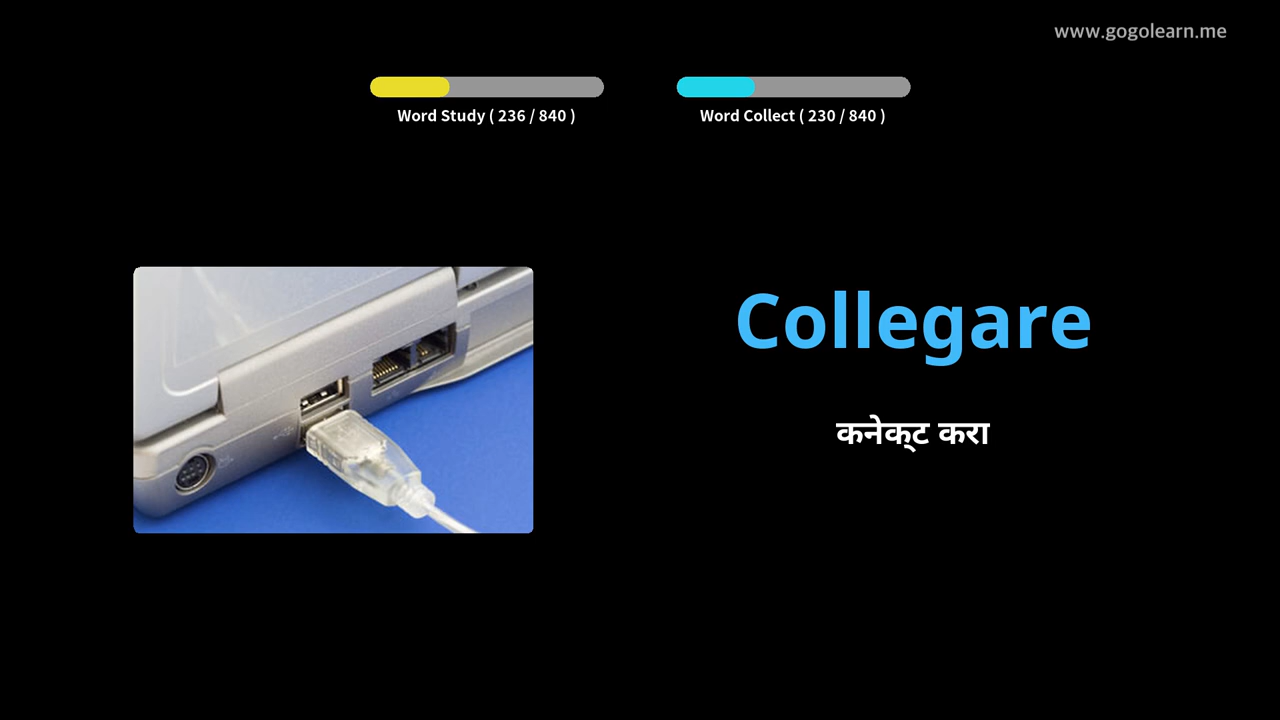 www.gogolearn.me
Word Study ( 236 / 840 )
Word Collect ( 230 / 840 )
Collegare
कनेक्ट करा